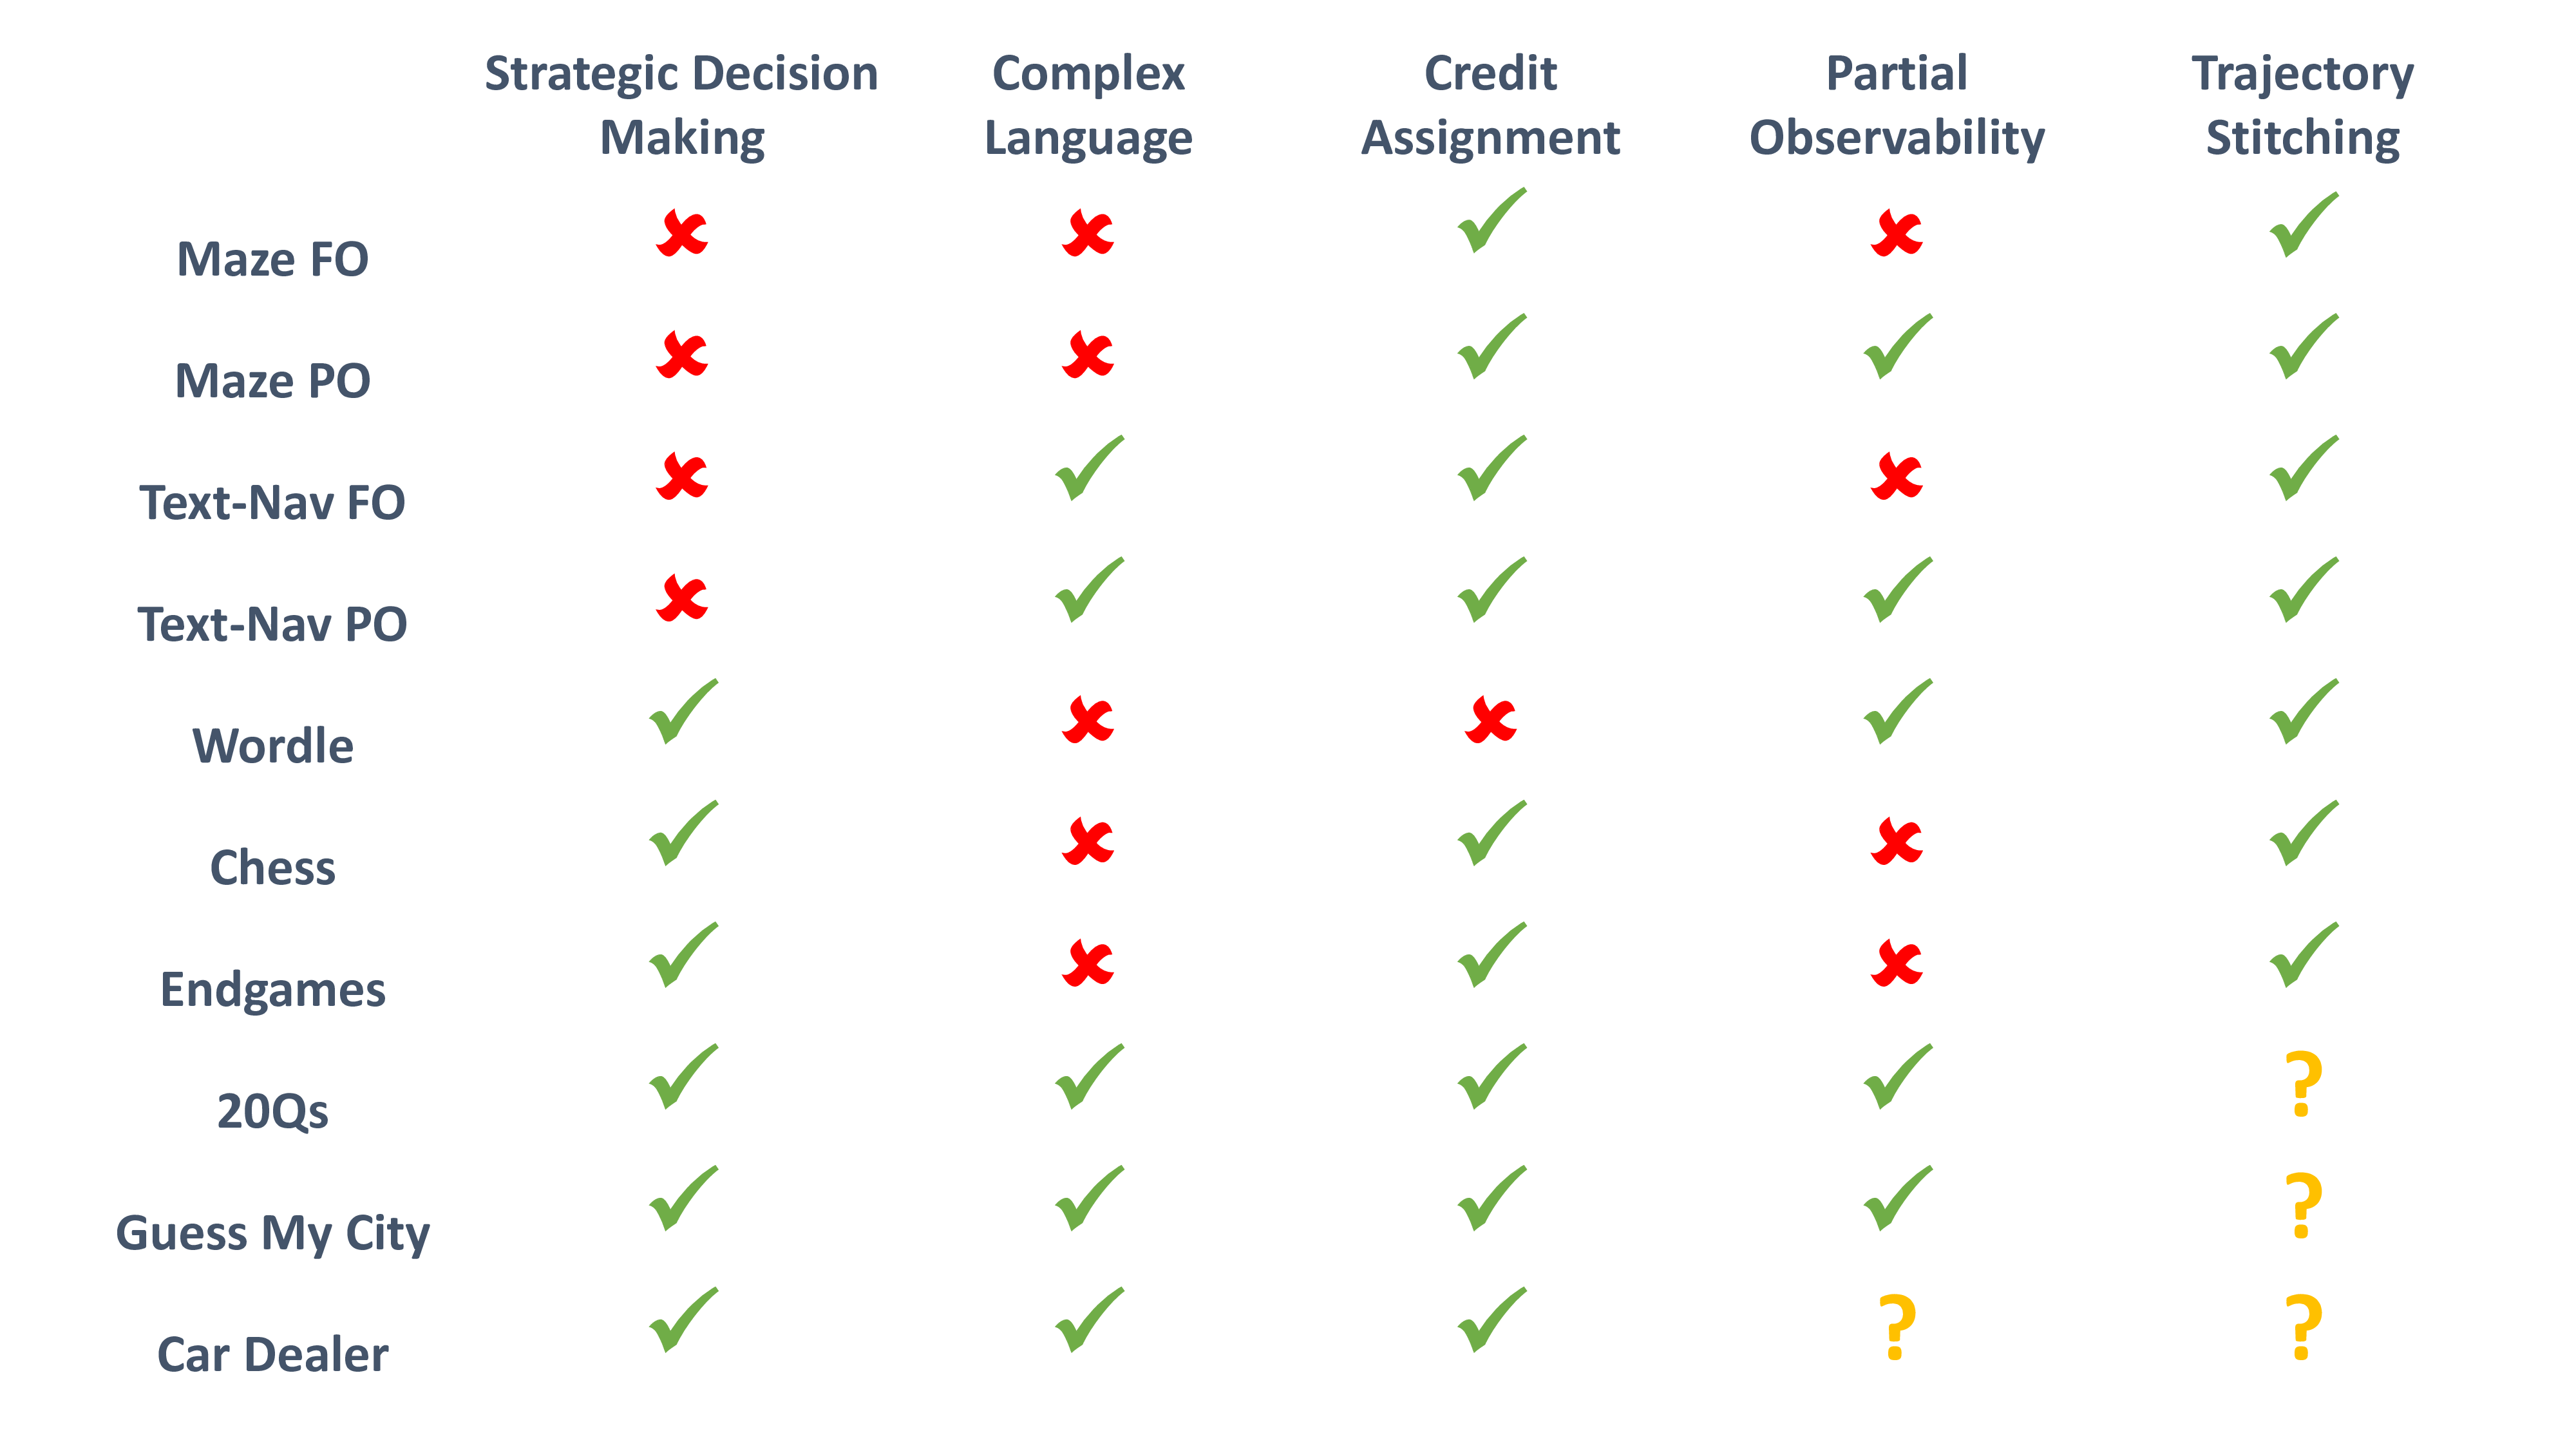 Strategic Decision Making
Complex Language
Credit Assignment
Partial Observability
Trajectory Stitching
Maze FO ✘ ✘ ✓ ✘ ✓
Maze PO ✘ ✘ ✓ ✓ ✓
Text-Nav FO ✘ ✓ ✓ ✘ ✓
Text-Nav PO ✘ ✓ ✓ ✓ ✓
Wordle ✓ ✘ ✘ ✓ ✓
Chess ✓ ✘ ✓ ✘ ✓
Endgames ✓ ✘ ✓ ✘ ✓
20Qs ✓ ✓ ✓ ✓ ?
Guess My City ✓ ✓ ✓ ✓ ?
Car Dealer ✓ ✓ ✓ ? ?